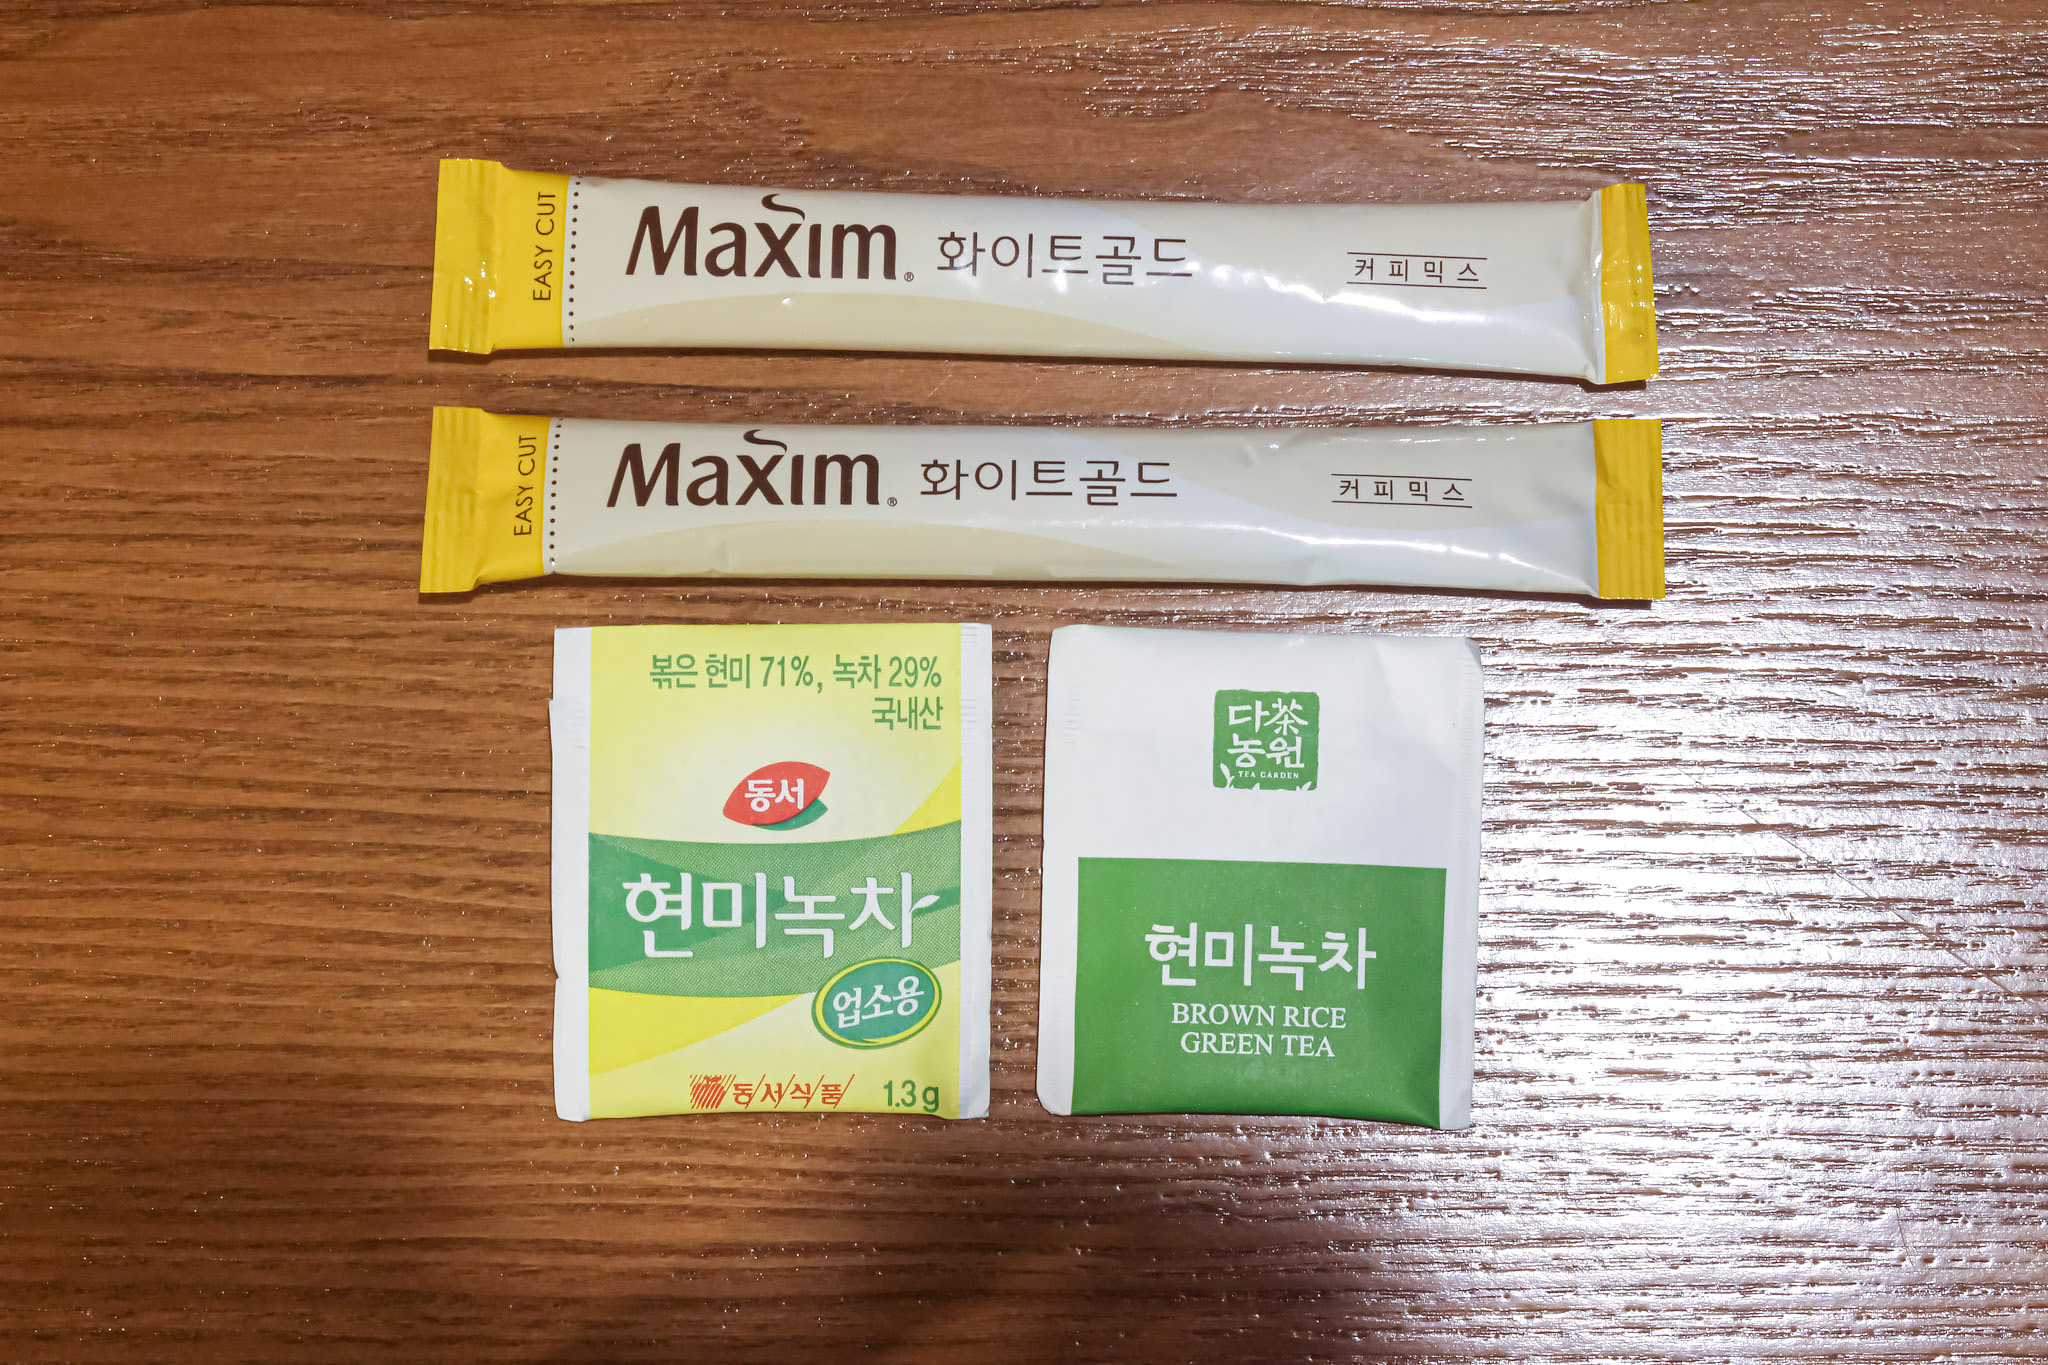 EASY CUT
Maxim® 화이트골드
커피믹스
EASY CUT
Maxim® 화이트골드
커피믹스
볶은 현미 71%, 녹차 29%
국내산
동서
현미녹차
업소용
동서식품 1.3 g
다茶
농원
TEA GARDEN
현미녹차
BROWN RICE
GREEN TEA